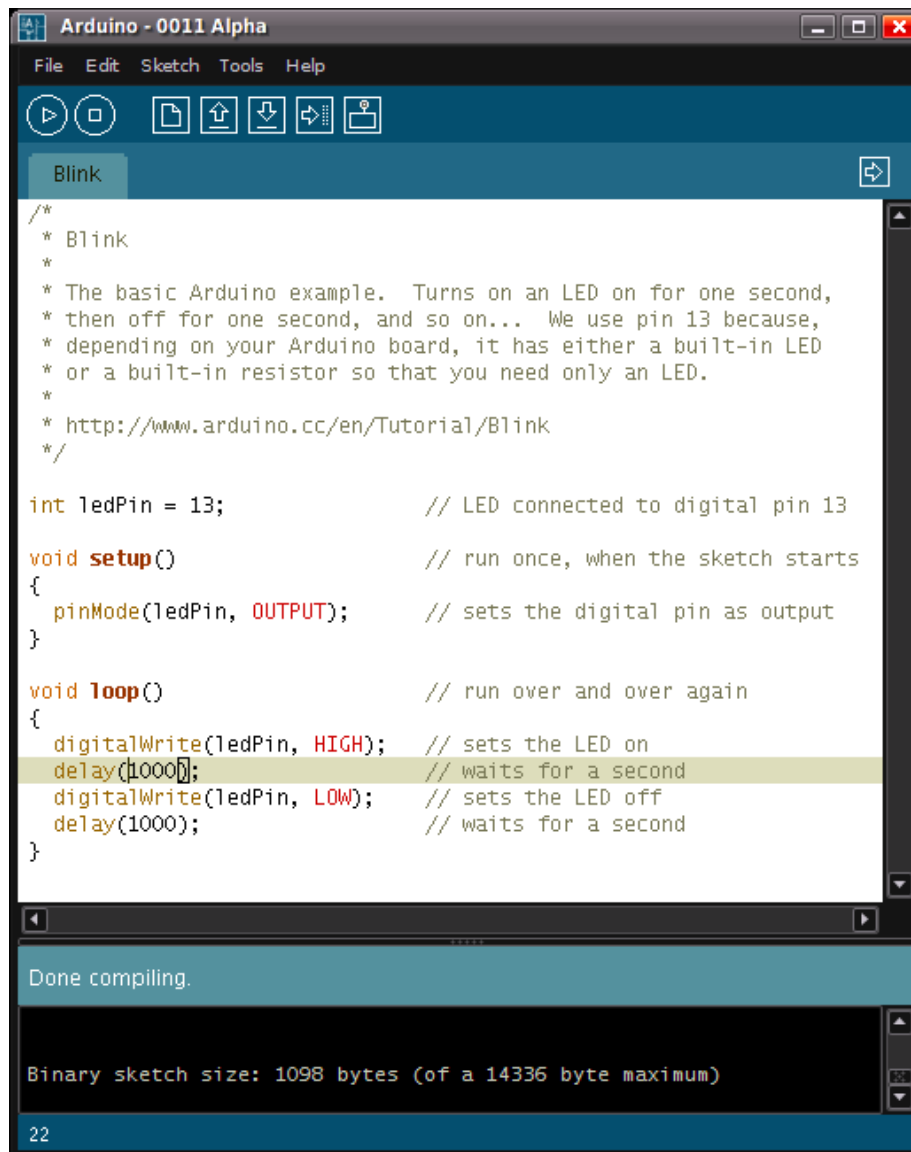 Arduino - 0011 Alpha
File Edit Sketch Tools Help
Blink
/*
 * Blink
 *
 * The basic Arduino example.  Turns on an LED on for one second,
 * then off for one second, and so on...  We use pin 13 because,
 * depending on your Arduino board, it has either a built-in LED
 * or a built-in resistor so that you need only an LED.
 *
 * http://www.arduino.cc/en/Tutorial/Blink
 */
int ledPin = 13;                // LED connected to digital pin 13
void setup()                    // run once, when the sketch starts
{
  pinMode(ledPin, OUTPUT);      // sets the digital pin as output
}
void loop()                     // run over and over again
{
  digitalWrite(ledPin, HIGH);   // sets the LED on
  delay(1000);                  // waits for a second
  digitalWrite(ledPin, LOW);    // sets the LED off
  delay(1000);                  // waits for a second
}
Done compiling.
Binary sketch size: 1098 bytes (of a 14336 byte maximum)
22